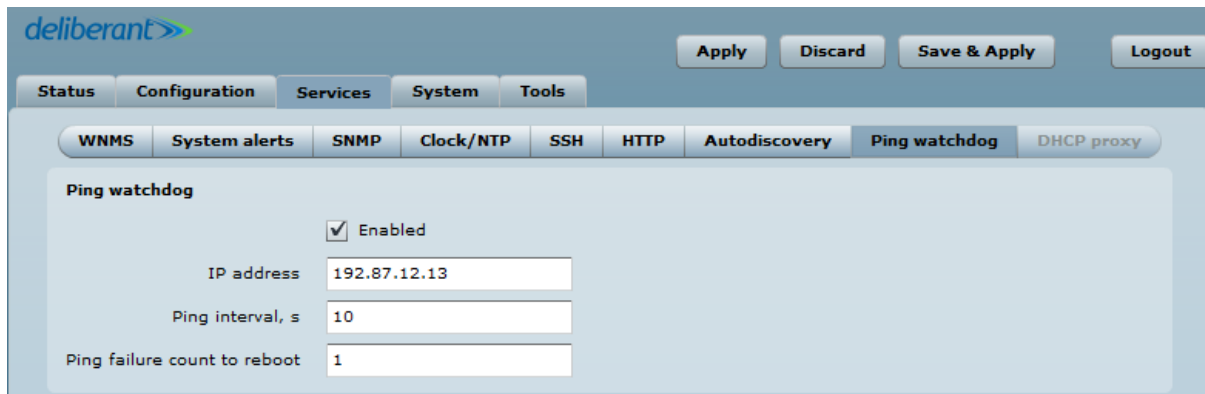 deliberant
Apply Discard Save & Apply Logout
Status Configuration Services System Tools
WNMS System alerts SNMP Clock/NTP SSH HTTP Autodiscovery Ping watchdog DHCP proxy
Ping watchdog
Enabled
IP address 192.87.12.13
Ping interval, s 10
Ping failure count to reboot 1